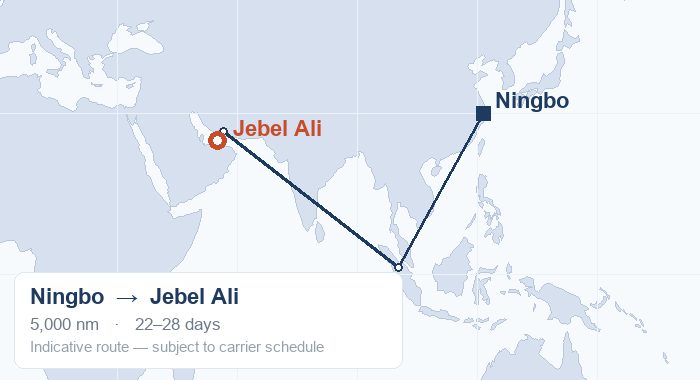 Ningbo
Jebel Ali
Ningbo → Jebel Ali
5,000 nm · 22–28 days
Indicative route — subject to carrier schedule